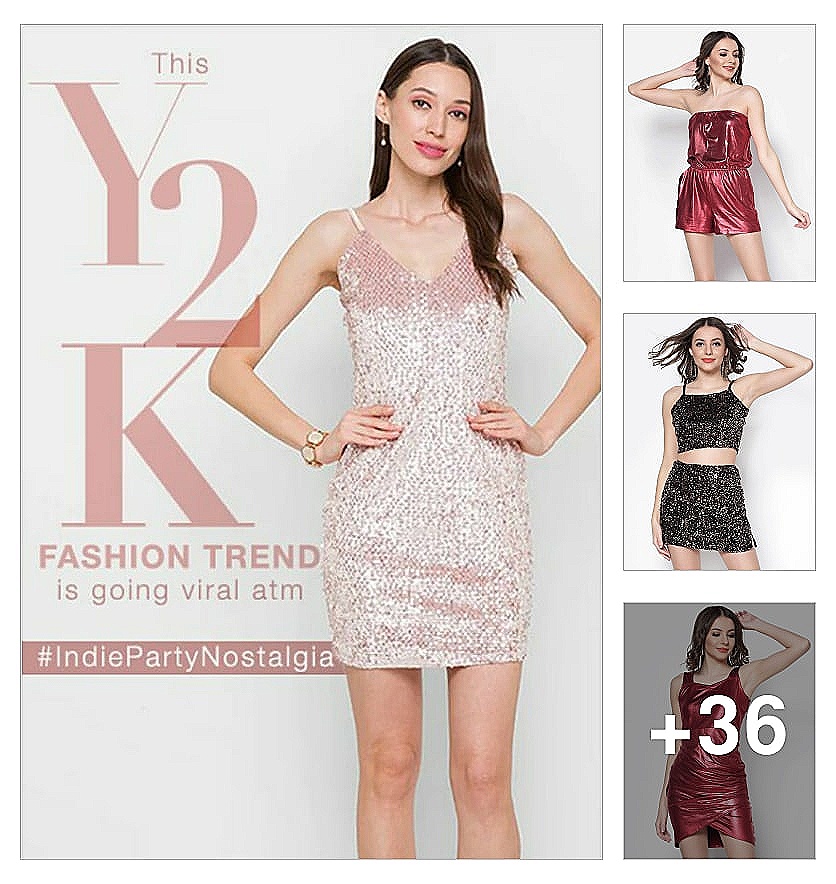 This
Y2K
FASHION TREND
is going viral atm
#IndiePartyNostalgia
+36